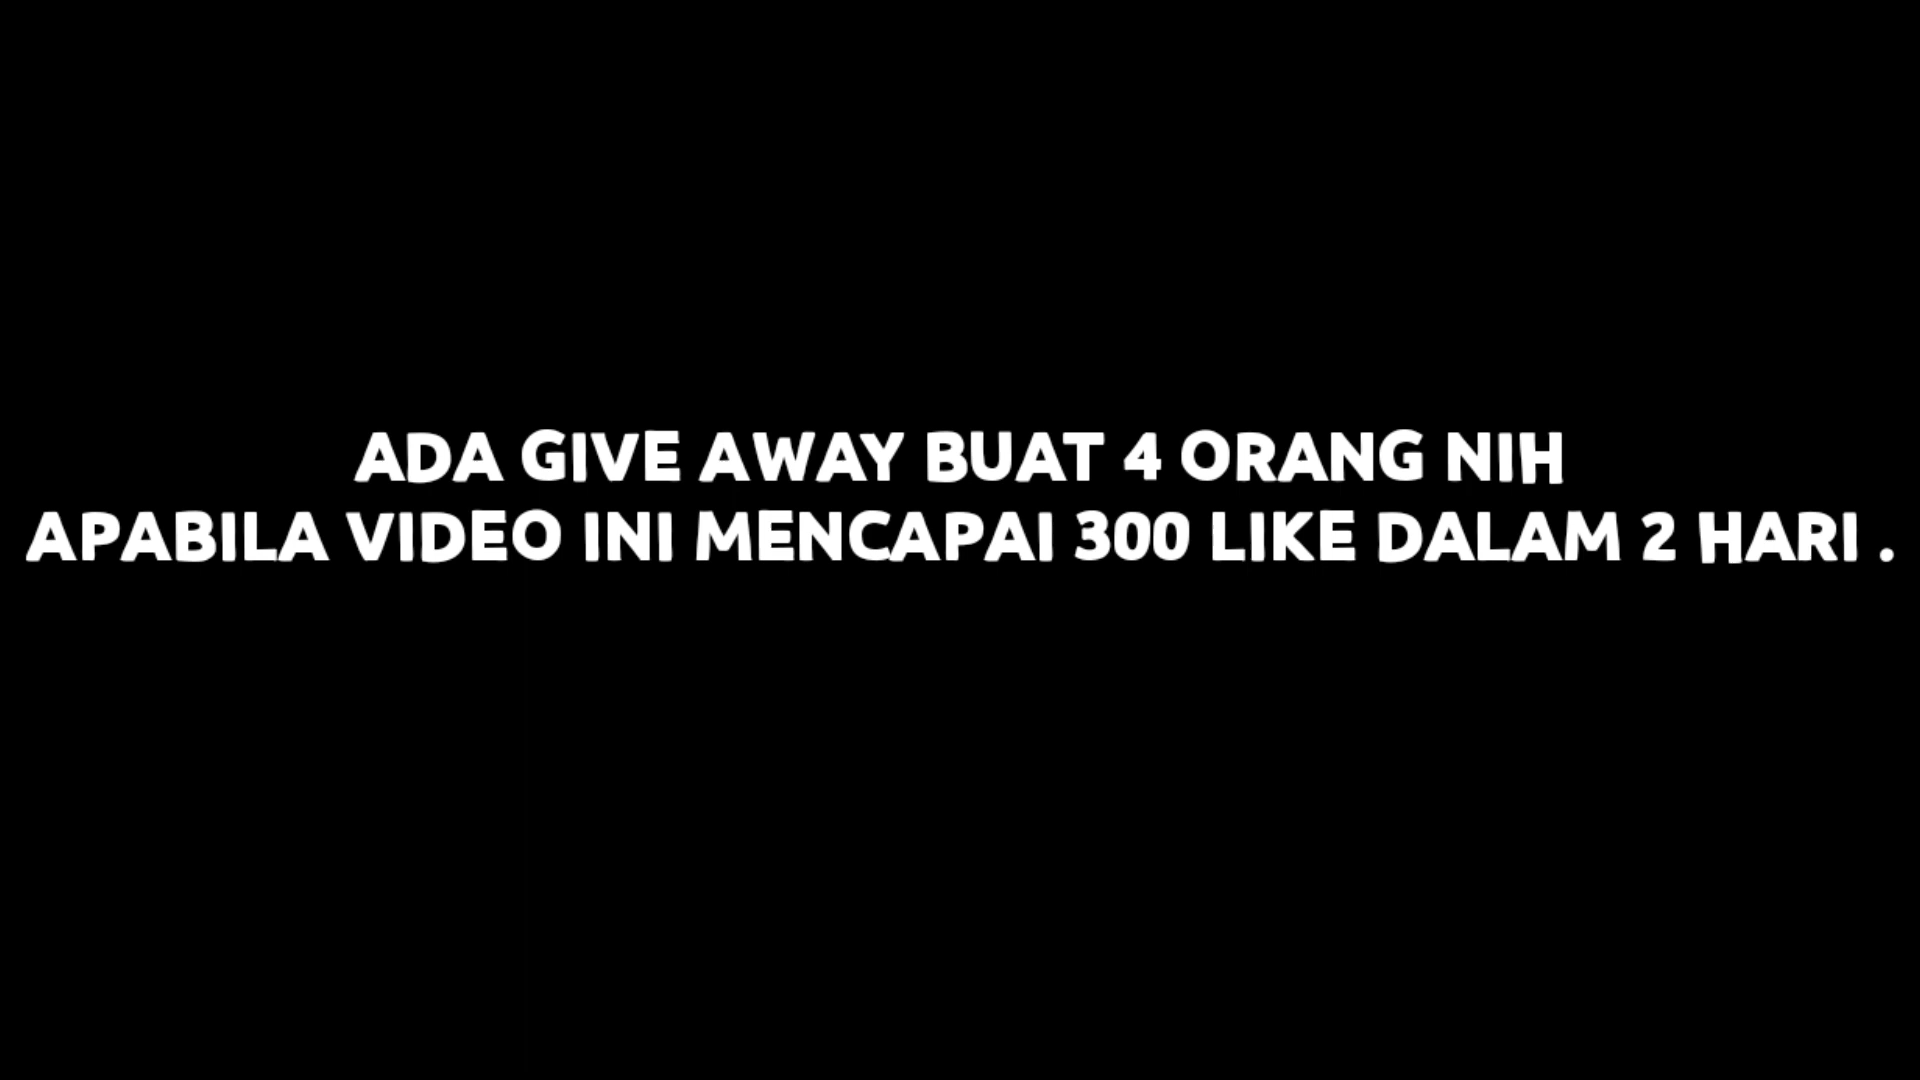 ADA GIVE AWAY BUAT 4 ORANG NIH
APABILA VIDEO INI MENCAPAI 300 LIKE DALAM 2 HARI .